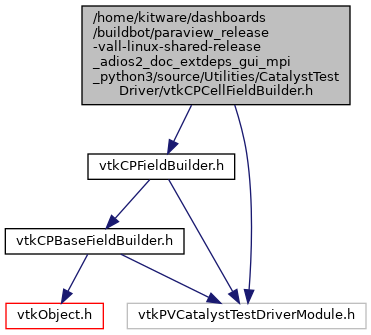 /home/kitware/dashboards
/buildbot/paraview_release
-vall-linux-shared-release
_adios2_doc_extdeps_gui_mpi
_python3/source/Utilities/CatalystTest
Driver/vtkCPCellFieldBuilder.h
vtkCPFieldBuilder.h
vtkCPBaseFieldBuilder.h
vtkObject.h
vtkPVCatalystTestDriverModule.h